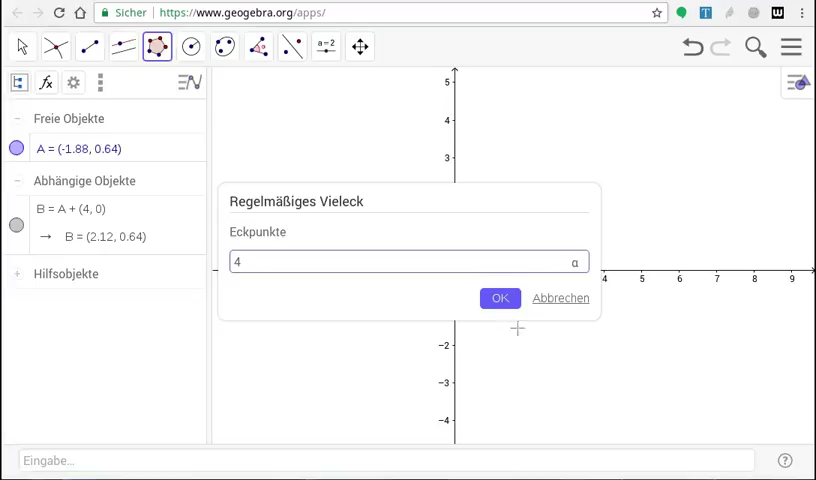 Sicher | https://www.geogebra.org/apps/
T
W
a=2
fx
Freie Objekte
A = (-1.88, 0.64)
Abhängige Objekte
B = A + (4, 0)
→ B = (2.12, 0.64)
Hilfsobjekte
5
4
3
Regelmäßiges Vieleck
Eckpunkte
4 α
OK Abbrechen
4 5 6 7 8 9
−2
−3
−4
Eingabe...
?